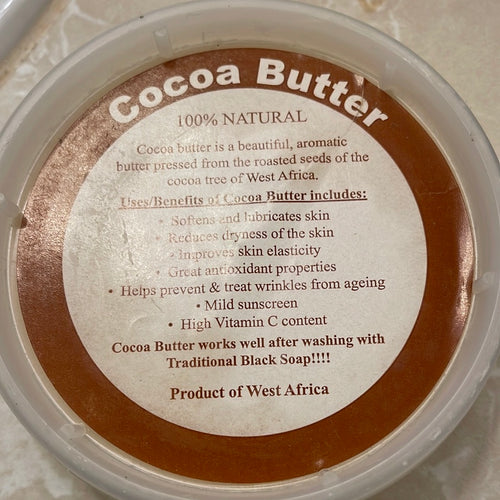 Cocoa Butter
100% NATURAL
Cocoa butter is a beautiful, aromatic
butter pressed from the roasted seeds of the
cocoa tree of West Africa.
Uses/Benefits of Cocoa Butter includes:
• Softens and lubricates skin
• Reduces dryness of the skin
• Improves skin elasticity
• Great antioxidant properties
• Helps prevent & treat wrinkles from ageing
• Mild sunscreen
• High Vitamin C content
Cocoa Butter works well after washing with
Traditional Black Soap!!!!
Product of West Africa